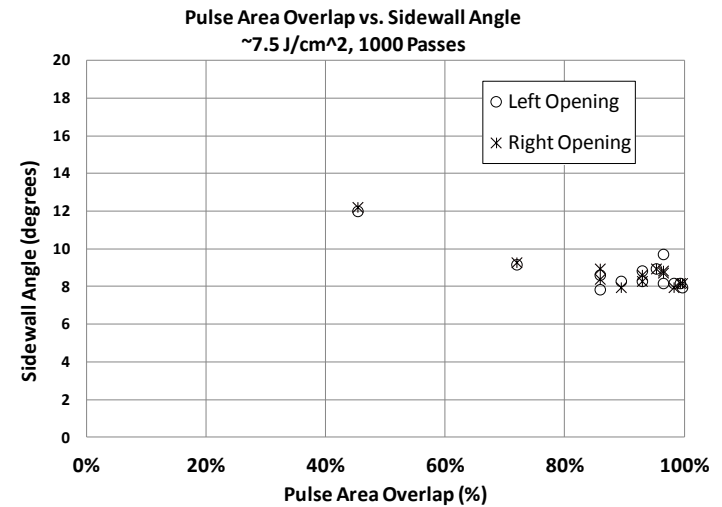 Pulse Area Overlap vs. Sidewall Angle
~7.5 J/cm^2, 1000 Passes
20
18
16
14
12
10
8
6
4
2
0
Sidewall Angle (degrees)
Left Opening
Right Opening
0% 20% 40% 60% 80% 100%
Pulse Area Overlap (%)